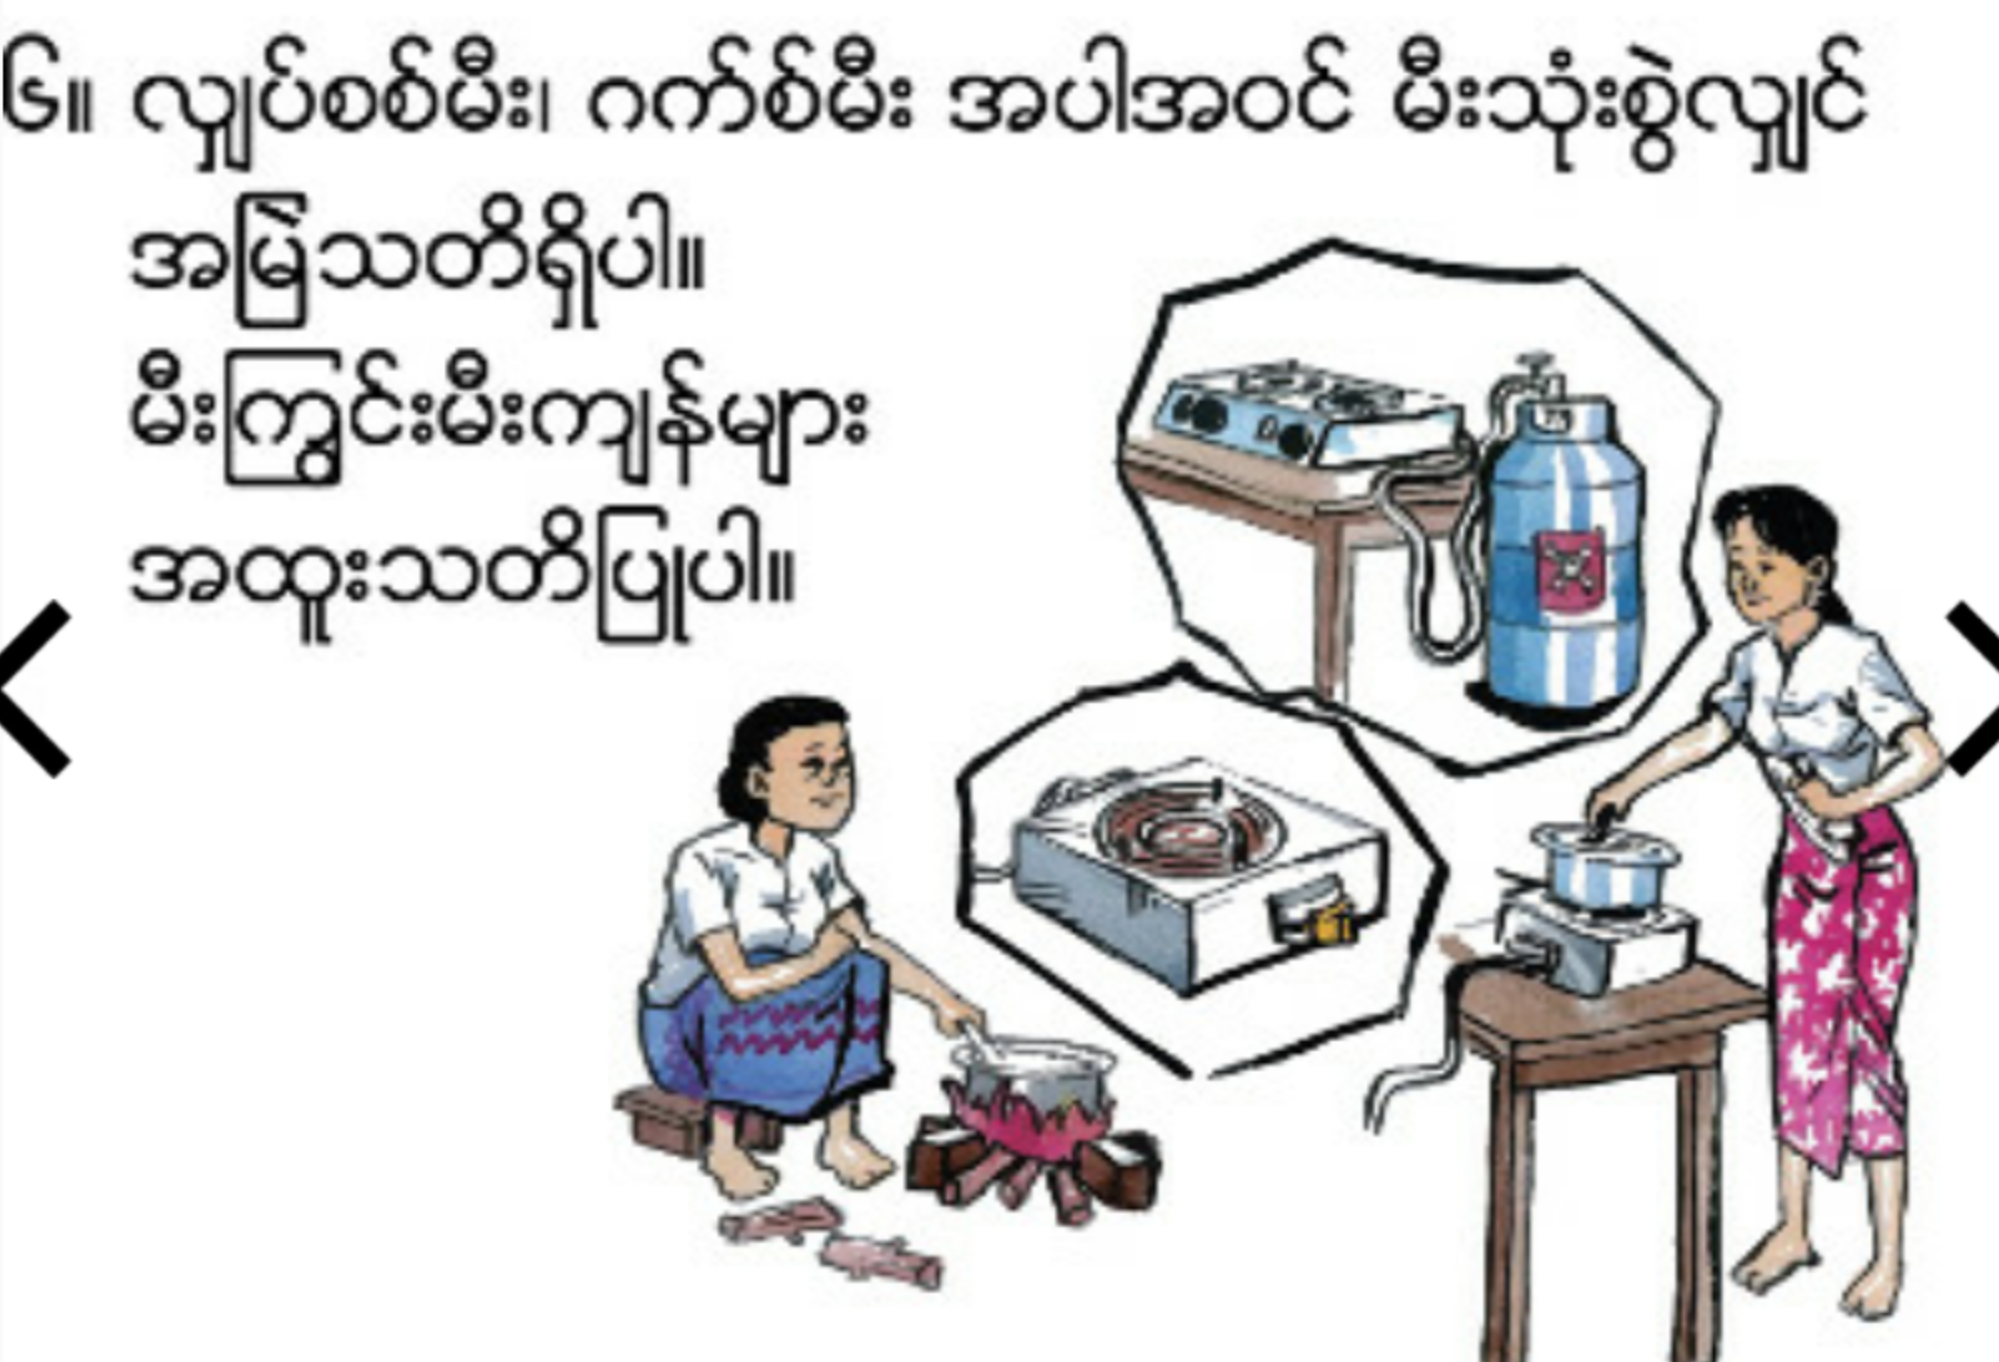 ၆။ လျှပ်စစ်မီး၊ ဂက်စ်မီး အပါအဝင် မီးသုံးစွဲလျှင်
အမြဲသတိရှိပါ။
မီးကြွင်းမီးကျန်များ
အထူးသတိပြုပါ။